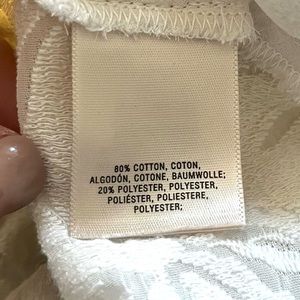 80% COTTON, COTON,
ALGODÓN, COTONE, BAUMWOLLE;
20% POLYESTER, POLYESTER,
POLIÉSTER, POLIESTERE,
POLYESTER;